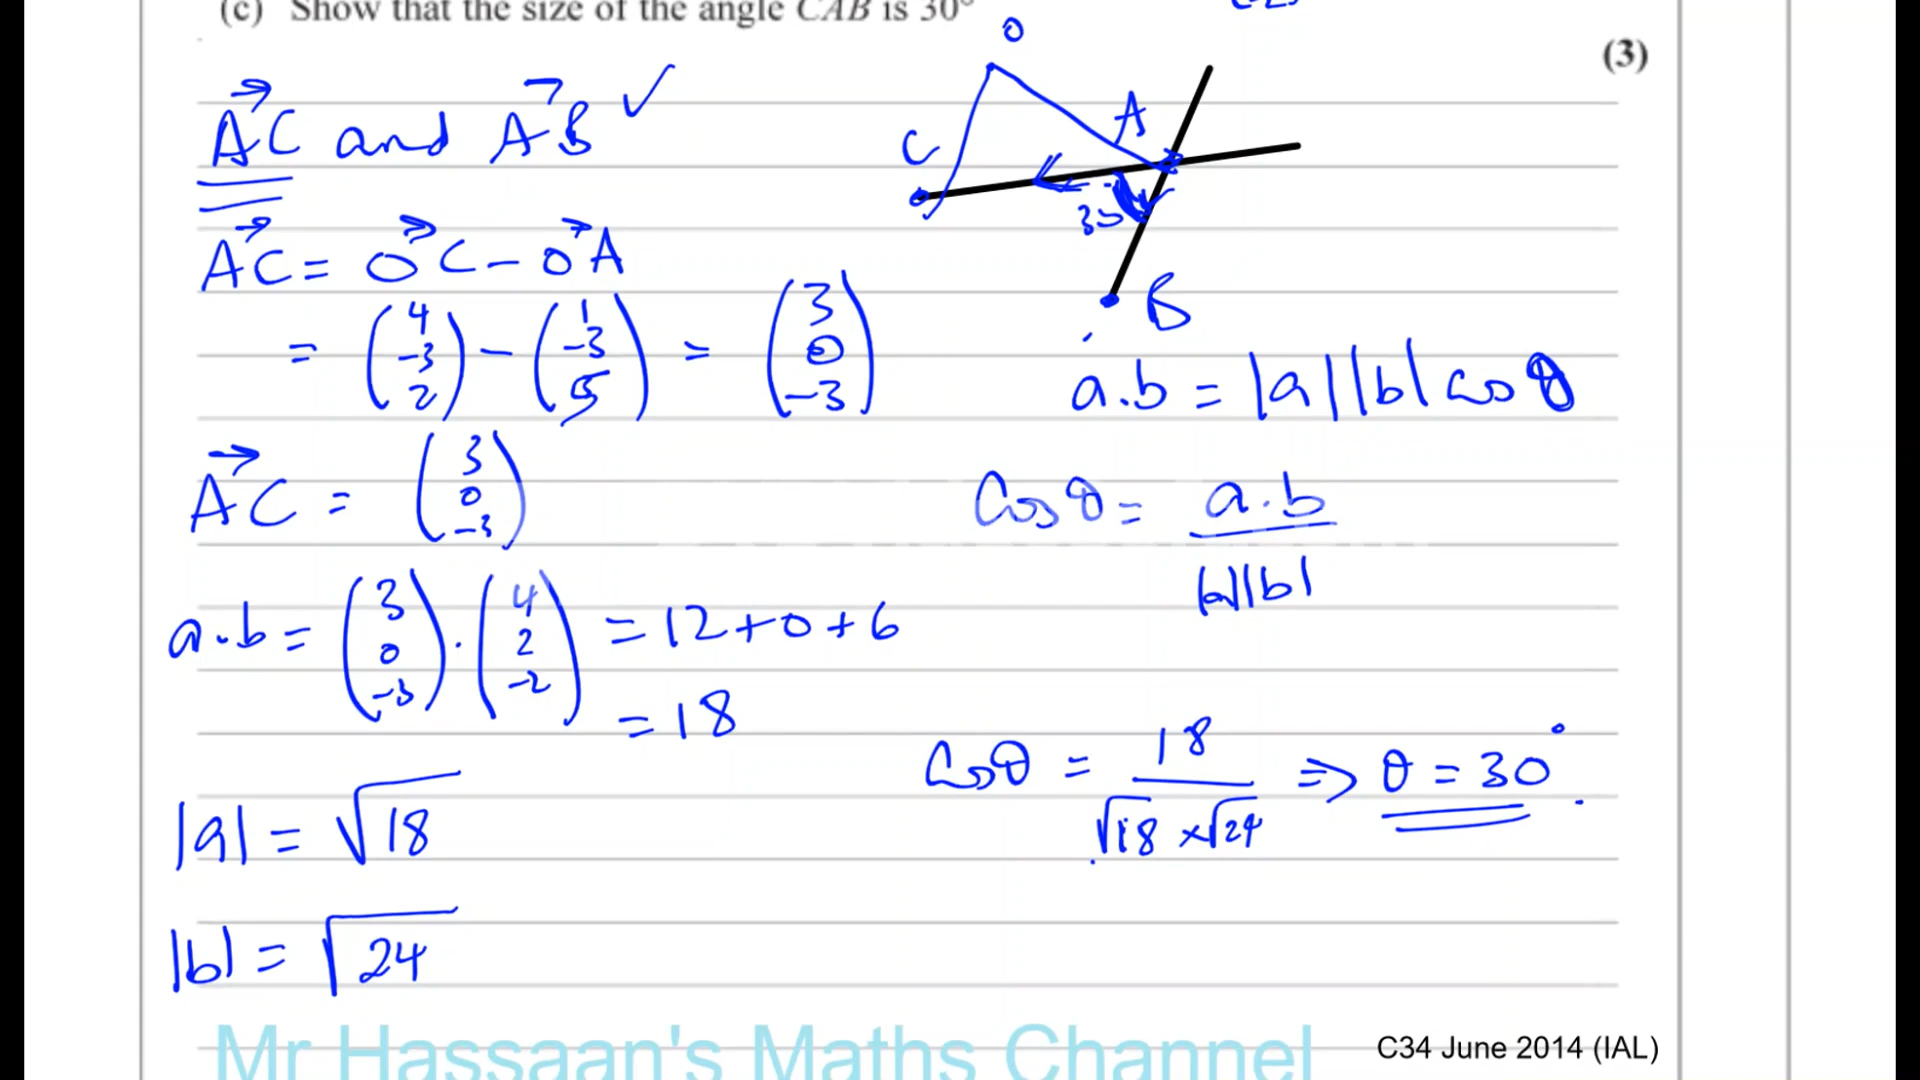 (c) Show that the size of the angle CAB is 30°
(3)
O
A
C
30
B
→AC and →AB ✓
→AC = →OC − →OA
= (4 −3 2) − (1 −3 5) = (3 0 −3)
a.b = |a||b| cos θ
→AC = (3 0 −3)
Cos θ = a.b / |a||b|
a.b = (3 0 −3) . (4 2 −2) = 12 + 0 + 6
= 18
|a| = √18
Cos θ = 18 / √18 × √24 ⇒ θ = 30°
|b| = √24
Mr Hassaan's Maths Channel
C34 June 2014 (IAL)